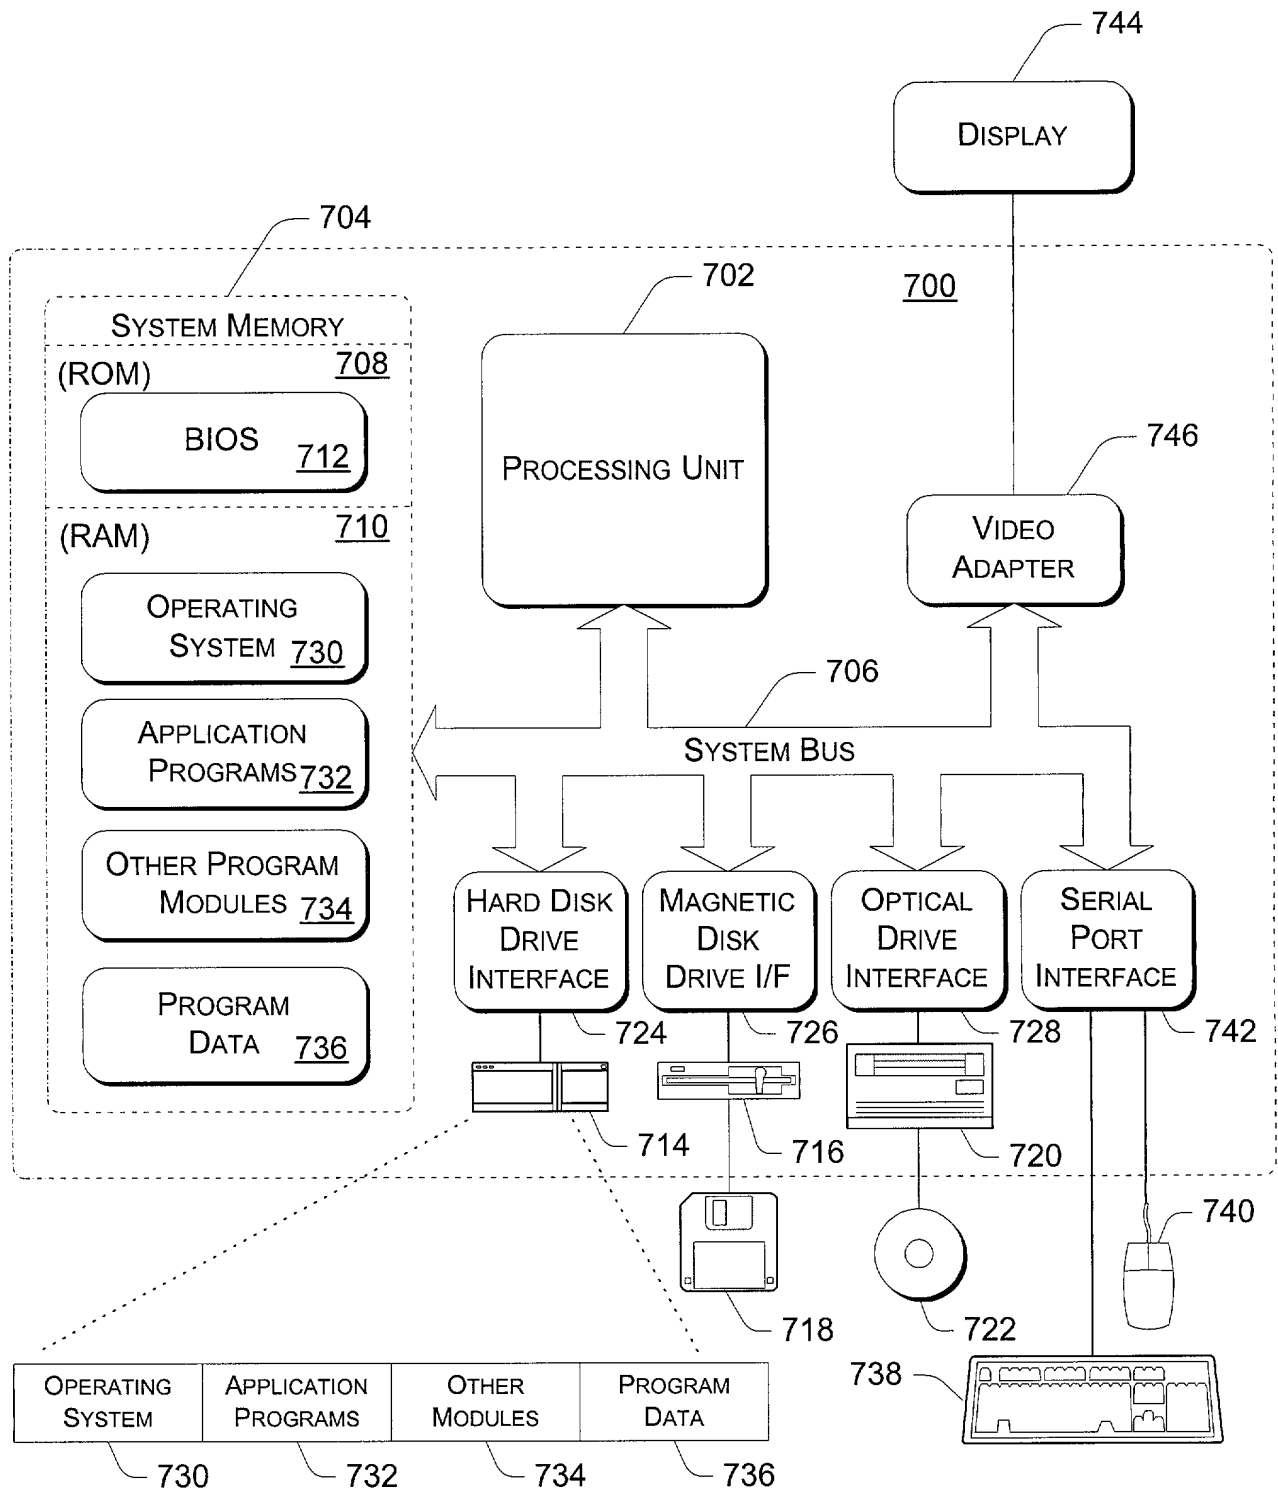 744
DISPLAY
704
702
700
SYSTEM MEMORY
(ROM)
708
BIOS
712
PROCESSING UNIT
746
VIDEO
ADAPTER
(RAM)
710
OPERATING
SYSTEM
730
706
SYSTEM BUS
APPLICATION
PROGRAMS
732
OTHER PROGRAM
MODULES
734
PROGRAM
DATA
736
HARD DISK
DRIVE
INTERFACE
MAGNETIC
DISK
DRIVE I/F
OPTICAL
DRIVE
INTERFACE
SERIAL
PORT
INTERFACE
724
726
728
742
714
716
720
740
718
722
738
OPERATING
SYSTEM
APPLICATION
PROGRAMS
OTHER
MODULES
PROGRAM
DATA
730
732
734
736